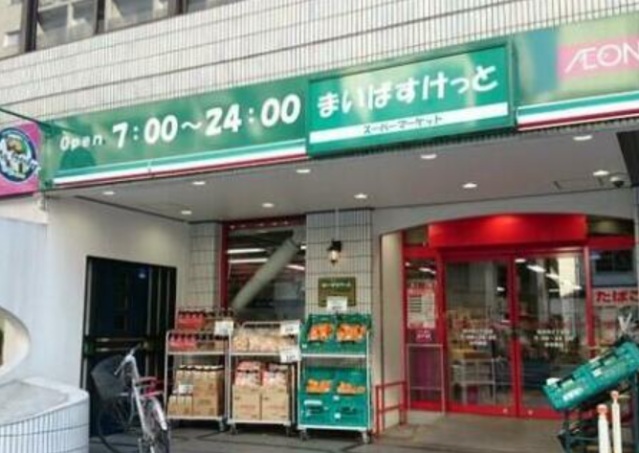 Open 7:00〜24:00
まいばすけっと
スーパーマーケット
ÆON
たばこ